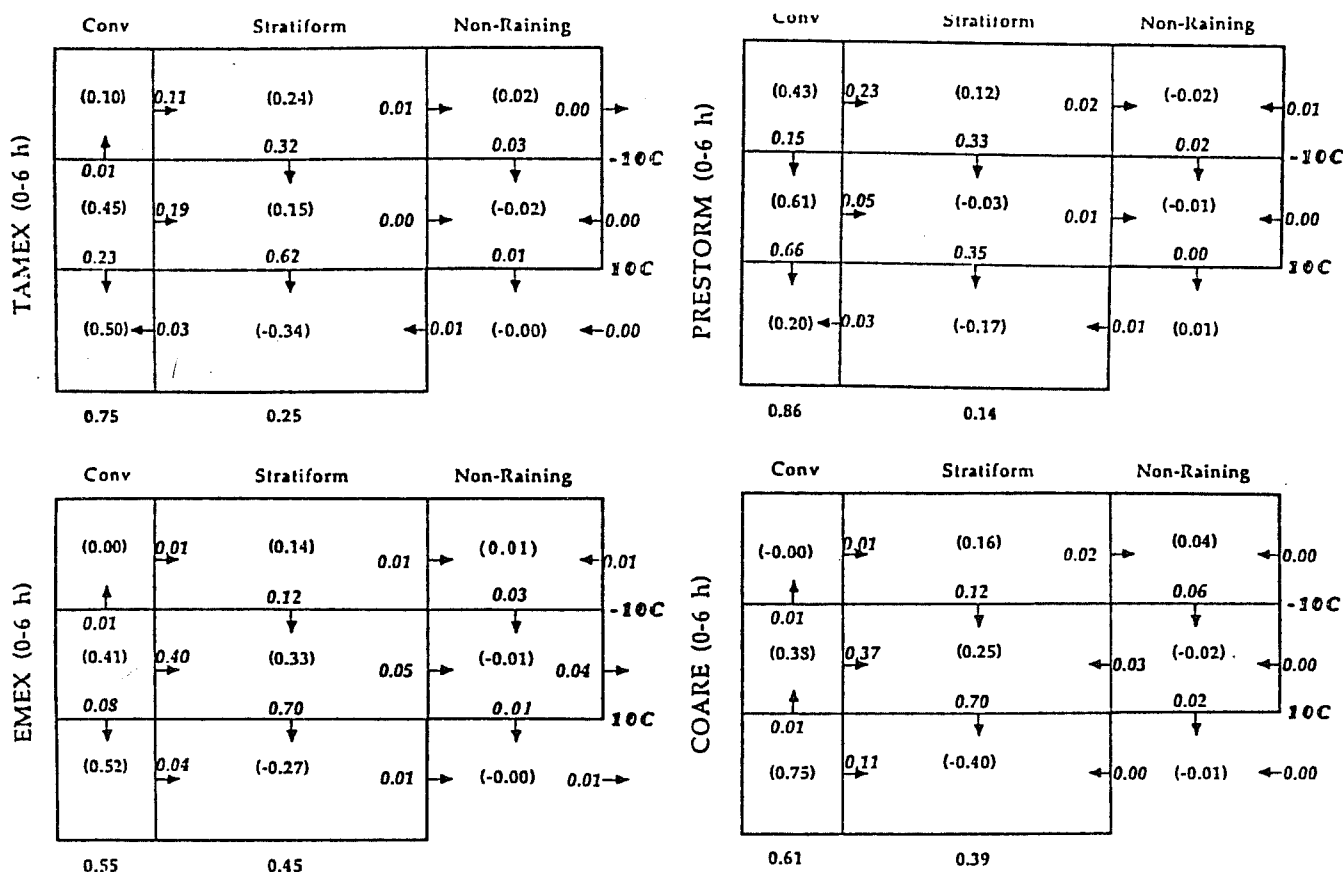 Conv Stratiform Non-Raining
TAMEX (0-6 h)
(0.10) 0.11 (0.24) 0.01 (0.02) 0.00
0.32 0.03
0.01 -10C
(0.45) 0.19 (0.15) 0.00 (-0.02) 0.00
0.23 0.62 0.01
10C
(0.50) 0.03 (-0.34) 0.01 (-0.00) 0.00
0.75 0.25
Conv Stratiform Non-Raining
PRESTORM (0-6 h)
(0.43) 0.23 (0.12) 0.02 (-0.02) 0.01
0.15 0.33 0.02
-10C
(0.61) 0.05 (-0.03) 0.01 (-0.01) 0.00
0.66 0.35 0.00
10C
(0.20) 0.03 (-0.17) 0.01 (0.01)
0.86 0.14
Conv Stratiform Non-Raining
EMEX (0-6 h)
(0.00) 0.01 (0.14) 0.01 (0.01) 0.01
0.12 0.03
0.01 -10C
(0.41) 0.40 (0.33) 0.05 (-0.01) 0.04
0.08 0.70 0.01
10C
(0.52) 0.04 (-0.27) 0.01 (-0.00) 0.01
0.55 0.45
Conv Stratiform Non-Raining
COARE (0-6 h)
(-0.00) 0.01 (0.16) 0.02 (0.04) 0.00
0.12 0.06
0.01 -10C
(0.38) 0.37 (0.25) 0.03 (-0.02) 0.00
0.70 0.02
0.01 10C
(0.75) 0.11 (-0.40) 0.00 (-0.01) 0.00
0.61 0.39